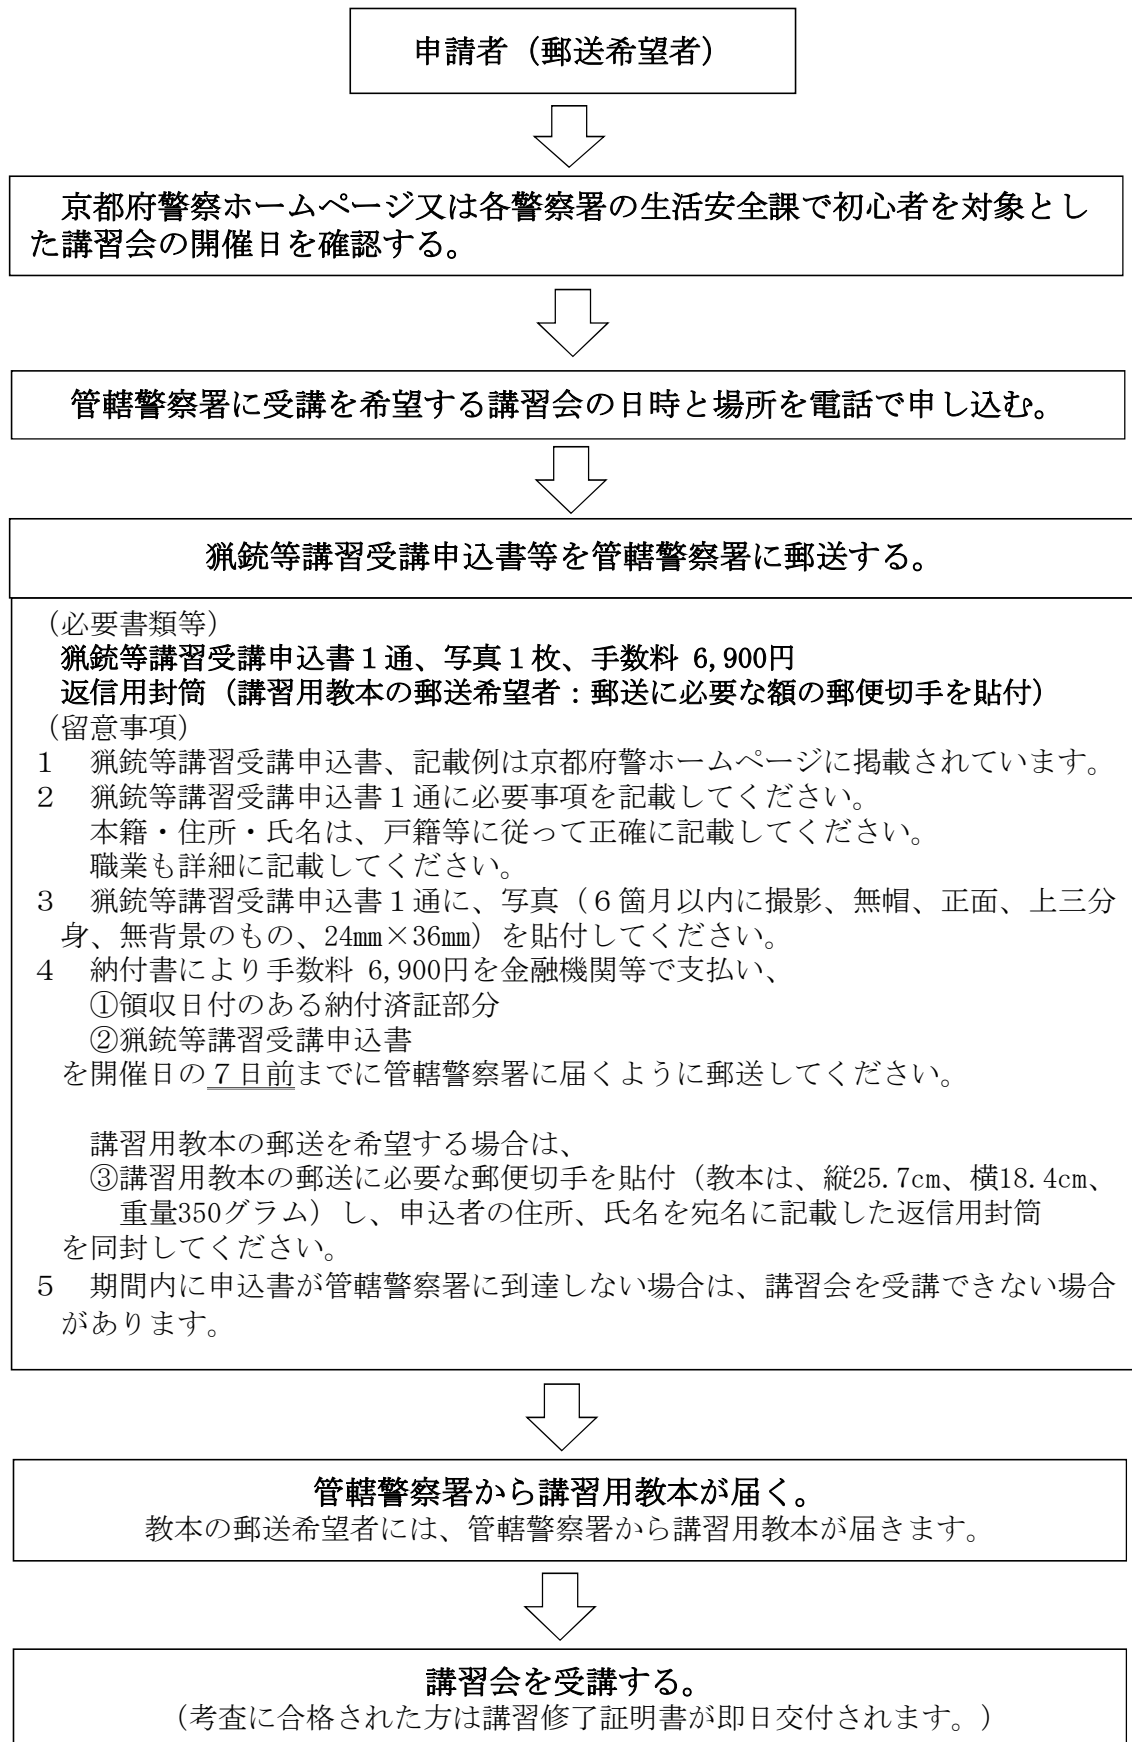 申請者（郵送希望者）
京都府警察ホームページ又は各警察署の生活安全課で初心者を対象とし
た講習会の開催日を確認する。
管轄警察署に受講を希望する講習会の日時と場所を電話で申し込む。
猟銃等講習受講申込書等を管轄警察署に郵送する。
（必要書類等）
猟銃等講習受講申込書１通、写真１枚、手数料 6,900円
返信用封筒（講習用教本の郵送希望者：郵送に必要な額の郵便切手を貼付）
（留意事項）
１　猟銃等講習受講申込書、記載例は京都府警ホームページに掲載されています。
２　猟銃等講習受講申込書１通に必要事項を記載してください。
本籍・住所・氏名は、戸籍等に従って正確に記載してください。
職業も詳細に記載してください。
３　猟銃等講習受講申込書１通に、写真（６箇月以内に撮影、無帽、正面、上三分
身、無背景のもの、24㎜×36㎜）を貼付してください。
４　納付書により手数料 6,900円を金融機関等で支払い、
①領収日付のある納付済証部分
②猟銃等講習受講申込書
を開催日の７日前までに管轄警察署に届くように郵送してください。
講習用教本の郵送を希望する場合は、
③講習用教本の郵送に必要な郵便切手を貼付（教本は、縦25.7cm、横18.4cm、
重量350グラム）し、申込者の住所、氏名を宛名に記載した返信用封筒
を同封してください。
５　期間内に申込書が管轄警察署に到達しない場合は、講習会を受講できない場合
があります。
管轄警察署から講習用教本が届く。
教本の郵送希望者には、管轄警察署から講習用教本が届きます。
講習会を受講する。
（考査に合格された方は講習修了証明書が即日交付されます。）